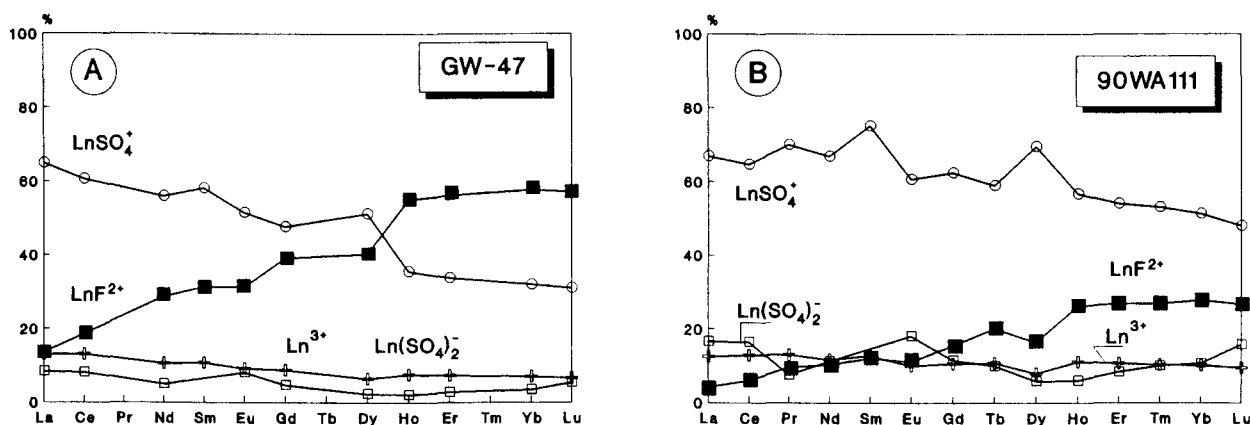 %
100
80
60
40
20
0
A
GW-47
LnSO₄⁺
LnF²⁺
Ln³⁺
Ln(SO₄)₂⁻
La Ce Pr Nd Sm Eu Gd Tb Dy Ho Er Tm Yb Lu
%
100
80
60
40
20
0
B
90WA111
LnSO₄⁺
LnF²⁺
Ln(SO₄)₂⁻
Ln³⁺
La Ce Pr Nd Sm Eu Gd Tb Dy Ho Er Tm Yb Lu